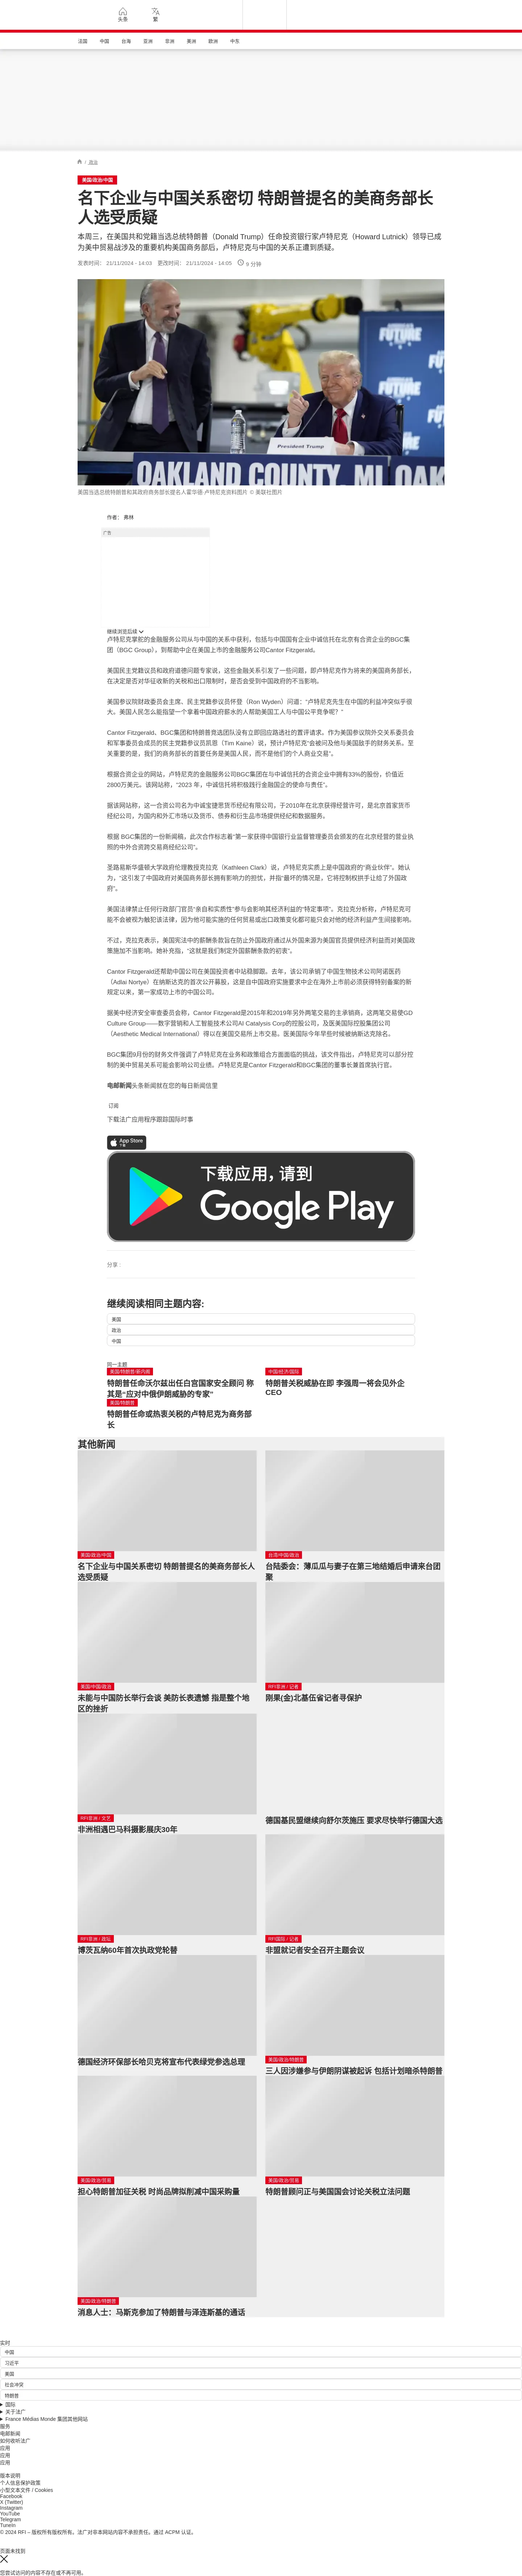 头条
繁
法国
中国
台海
亚洲
非洲
美洲
欧洲
中东
/ 政治
美国/政治/中国
名下企业与中国关系密切 特朗普提名的美商务部长
人选受质疑
本周三，在美国共和党籍当选总统特朗普（Donald Trump）任命投资银行家卢特尼克（Howard Lutnick）领导已成
为美中贸易战涉及的重要机构美国商务部后，卢特尼克与中国的关系正遭到质疑。
发表时间： 21/11/2024 - 14:03 更改时间： 21/11/2024 - 14:05 9 分钟
FUTURE
President Trump
OAKLAND COUNTY, M
美国当选总统特朗普和其政府商务部长提名人霍华德-卢特尼克资料图片 © 美联社图片
作者： 弗林
广告
继续浏览后续
卢特尼克掌舵的金融服务公司从与中国的关系中获利，包括与中国国有企业中诚信托在北京有合资企业的BGC集
团（BGC Group），到帮助中企在美国上市的金融服务公司Cantor Fitzgerald。
美国民主党籍议员和政府道德问题专家说，这些金融关系引发了一些问题，即卢特尼克作为将来的美国商务部长，
在决定是否对华征收新的关税和出口限制时，是否会受到中国政府的不当影响。
美国参议院财政委员会主席、民主党籍参议员怀登（Ron Wyden）问道：“卢特尼克先生在中国的利益冲突似乎很
大。美国人民怎么能指望一个拿着中国政府薪水的人帮助美国工人与中国公平竞争呢？ ”
Cantor Fitzgerald、BGC集团和特朗普竞选团队没有立即回应路透社的置评请求。作为美国参议院外交关系委员会
和军事委员会成员的民主党籍参议员凯恩（Tim Kaine）说，预计卢特尼克“会被问及他与美国敌手的财务关系。至
关重要的是，我们的商务部长的首要任务是美国人民，而不是他们的个人商业交易”。
根据合资企业的网站，卢特尼克的金融服务公司BGC集团在与中诚信托的合资企业中拥有33%的股份，价值近
2800万美元。该网站称，“2023 年，中诚信托将积极践行金融国企的使命与责任”。
据该网站称，这一合资公司名为中诚宝捷思货币经纪有限公司，于2010年在北京获得经营许可，是北京首家货币
经纪公司，为国内和外汇市场以及货币、债券和衍生品市场提供经纪和数据服务。
根据 BGC集团的一份新闻稿，此次合作标志着“第一家获得中国银行业监督管理委员会颁发的在北京经营的营业执
照的中外合资跨交易商经纪公司”。
圣路易斯华盛顿大学政府伦理教授克拉克（Kathleen Clark）说，卢特尼克实质上是中国政府的“商业伙伴”。她认
为，“这引发了中国政府对美国商务部长拥有影响力的担忧，并指“最坏的情况是，它将控制权拱手让给了外国政
府”。
美国法律禁止任何行政部门官员“亲自和实质性”参与会影响其经济利益的“特定事项”。克拉克分析称，卢特尼克可
能不会被视为触犯该法律，因为他可能实施的任何贸易或出口政策变化都可能只会对他的经济利益产生间接影响。
不过，克拉克表示，美国宪法中的薪酬条款旨在防止外国政府通过从外国来源为美国官员提供经济利益而对美国政
策施加不当影响。她补充指，“这就是我们制定外国薪酬条款的初衷”。
Cantor Fitzgerald还帮助中国公司在美国投资者中站稳脚跟。去年，该公司承销了中国生物技术公司阿诺医药
（Adlai Nortye）在纳斯达克的首次公开募股，这是自中国政府实施要求中企在海外上市前必须获得特别备案的新
规定以来，第一家成功上市的中国公司。
据美中经济安全审查委员会称，Cantor Fitzgerald是2015年和2019年另外两笔交易的主承销商，这两笔交易使GD
Culture Group——数字营销和人工智能技术公司AI Catalysis Corp的控股公司，及医美国际控股集团公司
（Aesthetic Medical International）得以在美国交易所上市交易。医美国际今年早些时候被纳斯达克除名。
BGC集团9月份的财务文件强调了卢特尼克在业务和政策组合方面面临的挑战，该文件指出，卢特尼克可以部分控
制的美中贸易关系可能会影响公司业绩。卢特尼克是Cantor Fitzgerald和BGC集团的董事长兼首席执行官。
电邮新闻头条新闻就在您的每日新闻信里
订阅
下载法广应用程序跟踪国际时事
App Store
下载
下载应用，请到
Google Play
分享 :
继续阅读相同主题内容:
美国
政治
中国
同一主题
美国/特朗普/新内阁
特朗普任命沃尔兹出任白宫国家安全顾问 称
其是“应对中俄伊朗威胁的专家”
中国/经济/国际
特朗普关税威胁在即 李强周一将会见外企
CEO
美国/特朗普
特朗普任命或热衷关税的卢特尼克为商务部
长
其他新闻
美国/政治/中国
名下企业与中国关系密切 特朗普提名的美商务部长人
选受质疑
台湾/中国/政治
台陆委会：薄瓜瓜与妻子在第三地结婚后申请来台团
聚
美国/中国/政治
未能与中国防长举行会谈 美防长表遗憾 指是整个地
区的挫折
RFI非洲 / 记者
刚果(金)北基伍省记者寻保护
RFI非洲 / 文艺
非洲相遇巴马科摄影展庆30年
德国基民盟继续向舒尔茨施压 要求尽快举行德国大选
RFI非洲 / 政坛
博茨瓦纳60年首次执政党轮替
RFI国际 / 记者
非盟就记者安全召开主题会议
德国经济环保部长哈贝克将宣布代表绿党参选总理
美国/政治/特朗普
三人因涉嫌参与伊朗阴谋被起诉 包括计划暗杀特朗普
美国/政治/贸易
担心特朗普加征关税 时尚品牌拟削减中国采购量
美国/政治/贸易
特朗普顾问正与美国国会讨论关税立法问题
美国/政治/特朗普
消息人士：马斯克参加了特朗普与泽连斯基的通话
实时
中国
习近平
美国
社会冲突
特朗普
国际
关于法广
France Médias Monde 集团其他网站
服务
电邮新闻
如何收听法广
应用
应用
应用
版本说明
个人信息保护政策
小型文本文件 / Cookies
Facebook
X (Twitter)
Instagram
YouTube
Telegram
TuneIn
© 2024 RFI – 版权所有版权所有。法广对非本网站内容不承担责任。通过 ACPM 认证。
页面未找到
您尝试访问的内容不存在或不再可用。